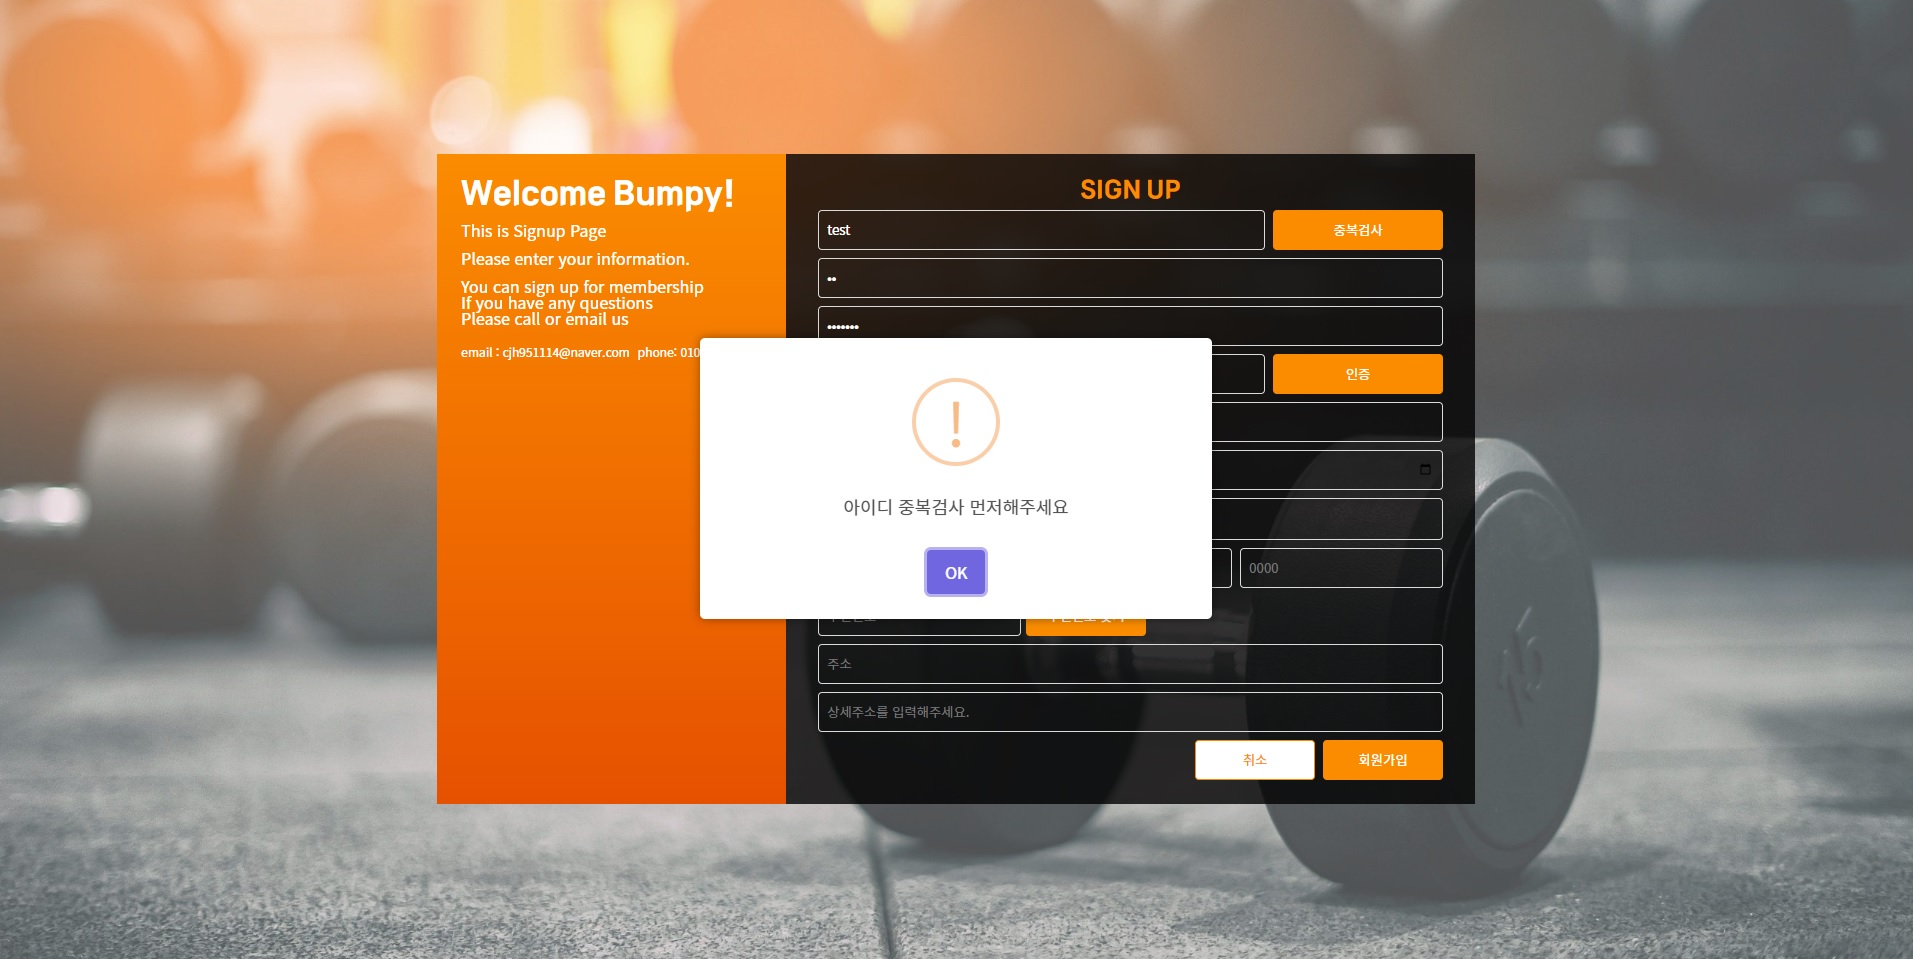 Welcome Bumpy!
This is Signup Page
Please enter your information.
You can sign up for membership
If you have any questions
Please call or email us
email : cjh951114@naver.com phone: 010
SIGN UP
test
중복검사
인증
!
아이디 중복검사 먼저해주세요
OK
0000
주소
상세주소를 입력해주세요.
취소
회원가입